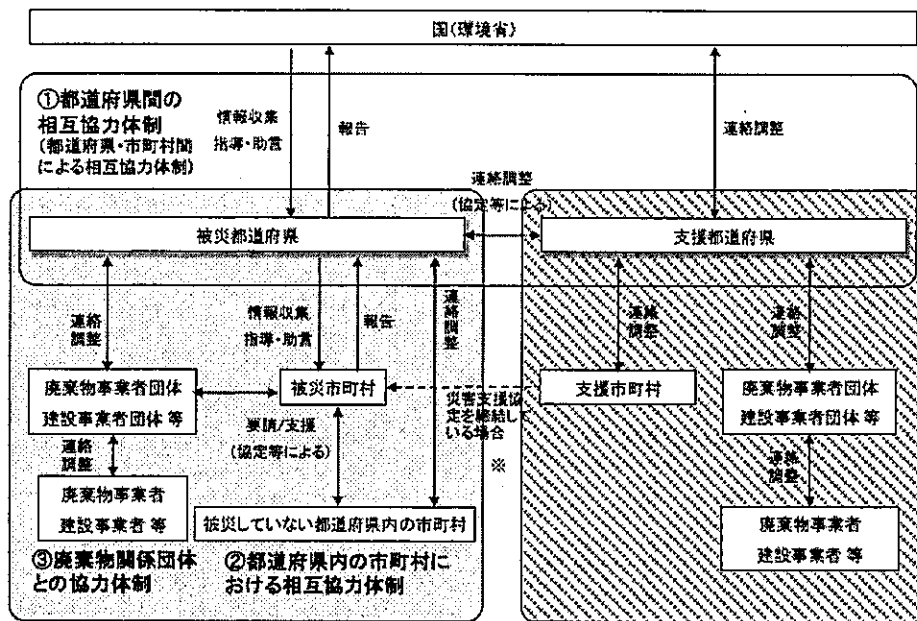 国(環境省)
①都道府県間の
相互協力体制
(都道府県・市町村間
による相互協力体制)
情報収集
指導・助言
報告
連絡調整
連絡調整
(協定等による)
被災都道府県
支援都道府県
連絡
調整
情報収集
指導・助言
報告
連絡
調整
連絡
調整
連絡
調整
廃棄物事業者団体
建設事業者団体 等
被災市町村
災害支援協
定を締結して
いる場合
※
支援市町村
廃棄物事業者団体
建設事業者団体 等
要請/支援
(協定等による)
連絡
調整
連絡
調整
廃棄物事業者
建設事業者 等
被災していない都道府県内の市町村
廃棄物事業者
建設事業者 等
③廃棄物関係団体
との協力体制
②都道府県内の市町村に
おける相互協力体制